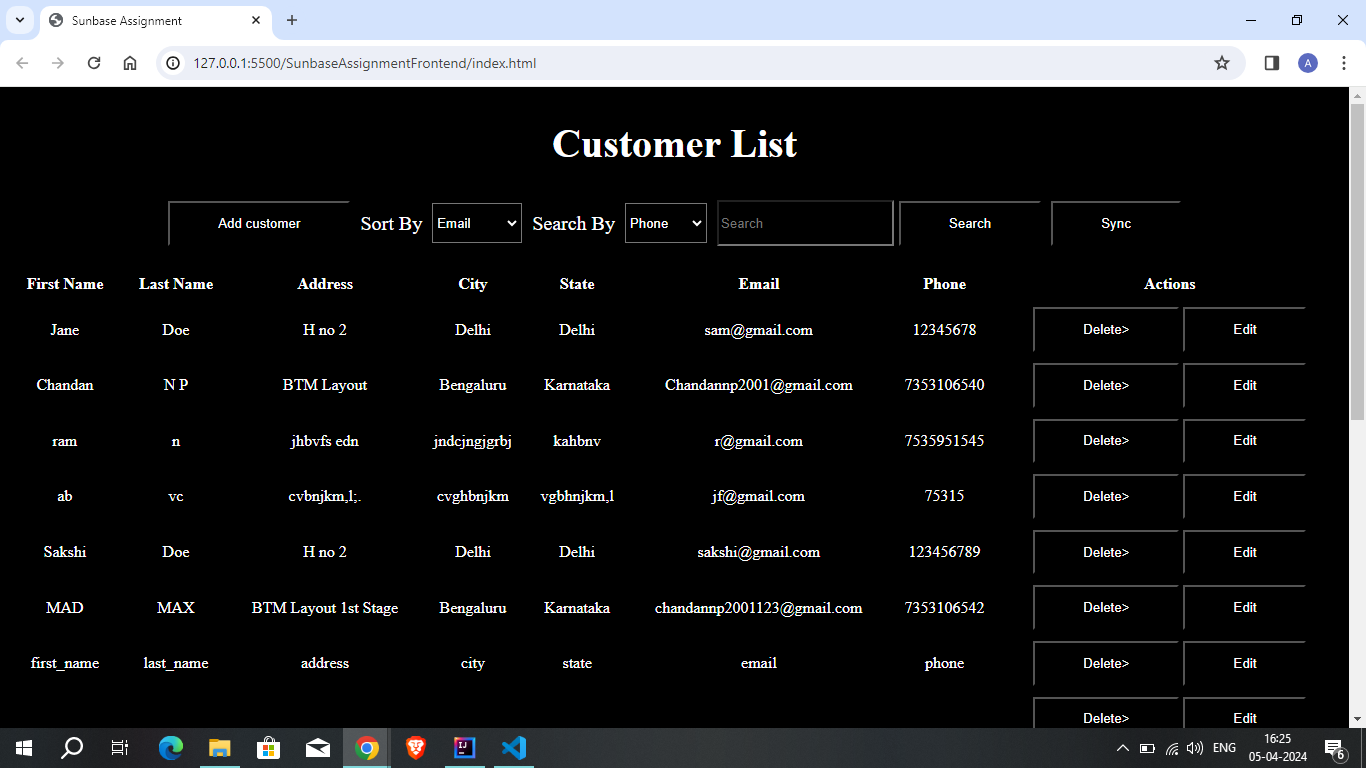 Sunbase Assignment
127.0.0.1:5500/SunbaseAssignmentFrontend/index.html
A
Customer List
Add customer Sort By Email Search By Phone Search Search Sync
First Name Last Name Address City State Email Phone Actions
Jane Doe H no 2 Delhi Delhi sam@gmail.com 12345678 Delete> Edit
Chandan N P BTM Layout Bengaluru Karnataka Chandannp2001@gmail.com 7353106540 Delete> Edit
ram n jhbvfs edn jndcjngjgrbj kahbnv r@gmail.com 7535951545 Delete> Edit
ab vc cvbnjkm,l;. cvghbnjkm vgbhnjkm,l jf@gmail.com 75315 Delete> Edit
Sakshi Doe H no 2 Delhi Delhi sakshi@gmail.com 123456789 Delete> Edit
MAD MAX BTM Layout 1st Stage Bengaluru Karnataka chandannp2001123@gmail.com 7353106542 Delete> Edit
first_name last_name address city state email phone Delete> Edit
Delete> Edit
IJ
ENG
16:25
05-04-2024
6